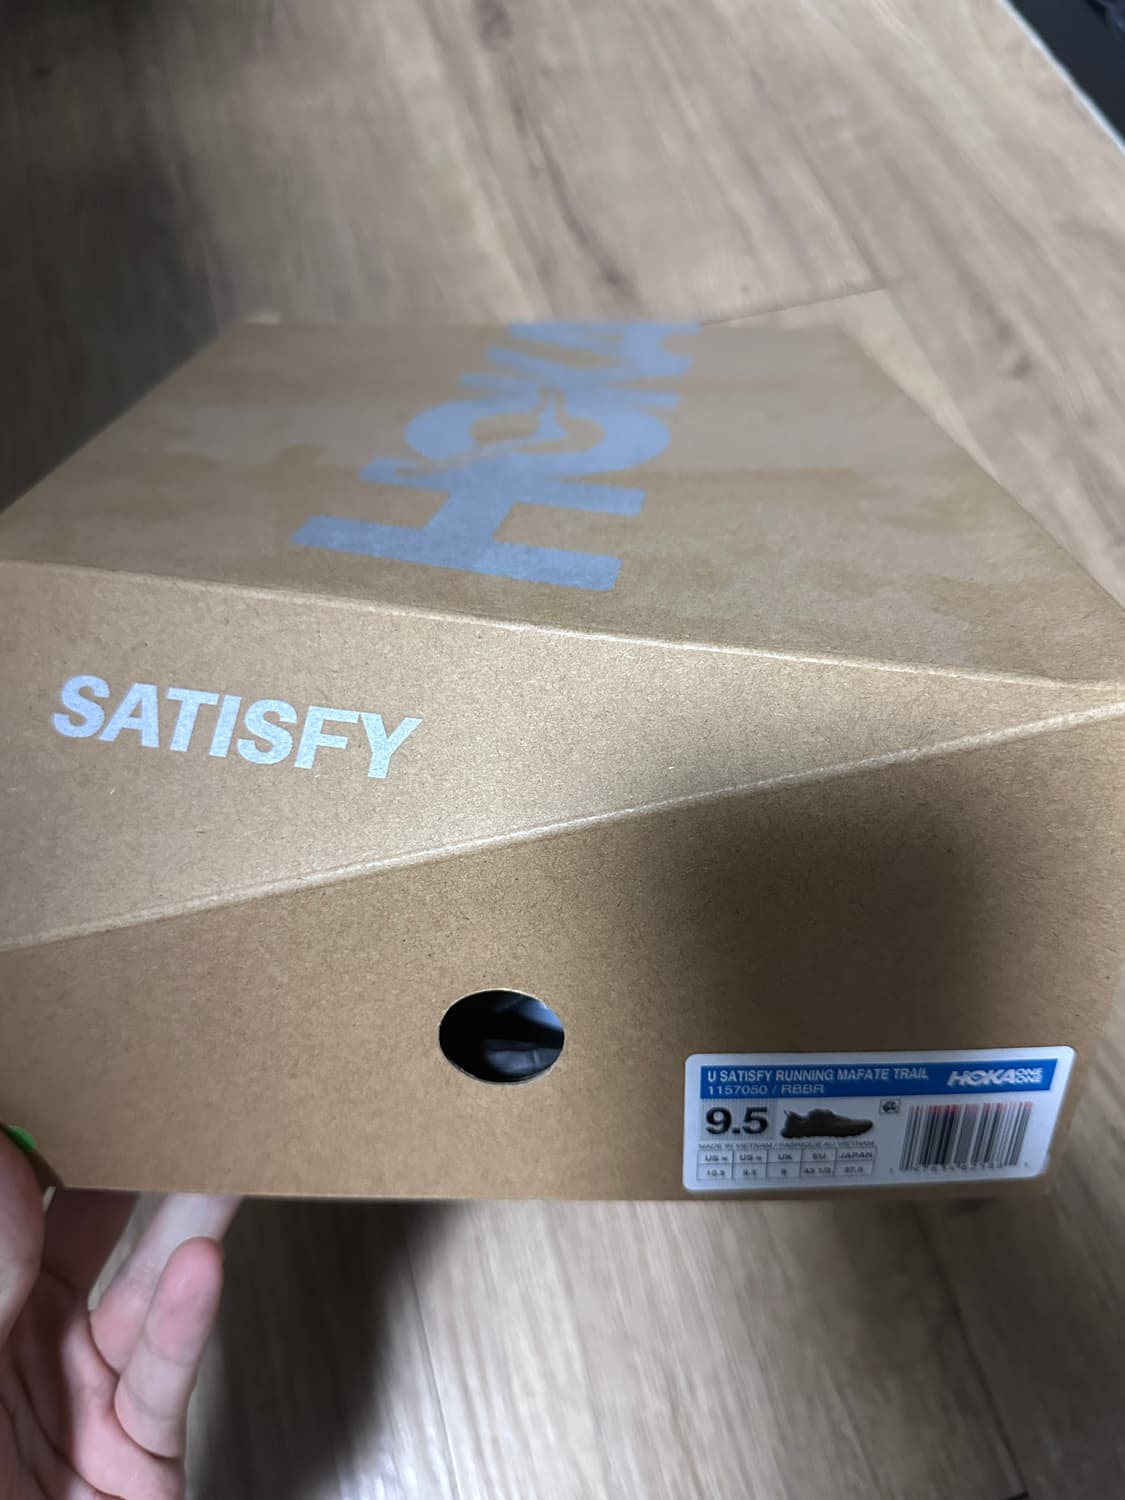 HOKA
SATISFY
U SATISFY RUNNING MAFATE TRAIL
HOKA ONE ONE
1157050 / RBBR
9.5
MADE IN VIETNAM / FABRIQUE AU VIETNAM
US W US M UK EU JAPAN
10.5 9.5 9 43 1/3 27.5